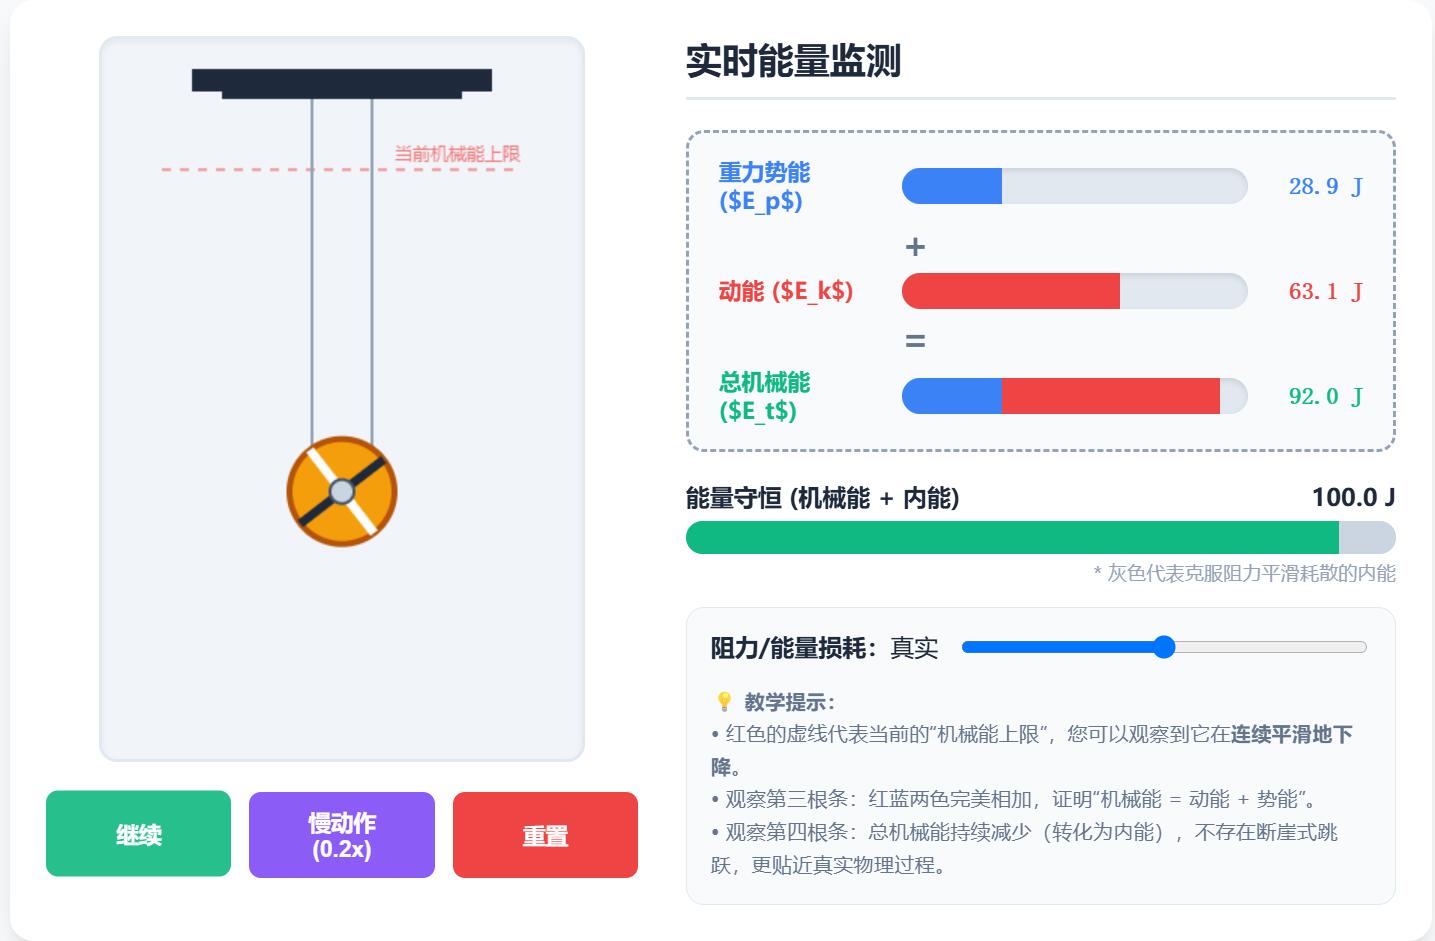 当前机械能上限
继续
慢动作
(0.2x)
重置
实时能量监测
重力势能
($E_p$)
28.9 J
+
动能 ($E_k$)
63.1 J
=
总机械能
($E_t$)
92.0 J
能量守恒 (机械能 + 内能)
100.0 J
* 灰色代表克服阻力平滑耗散的内能
阻力/能量损耗：真实
💡 教学提示：
• 红色的虚线代表当前的“机械能上限”，您可以观察到它在连续平滑地下
降。
• 观察第三根条：红蓝两色完美相加，证明“机械能 = 动能 + 势能”。
• 观察第四根条：总机械能持续减少（转化为内能），不存在断崖式跳
跃，更贴近真实物理过程。